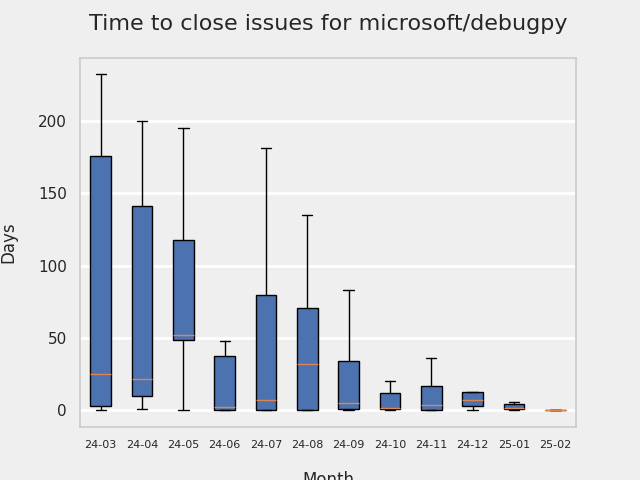 Time to close issues for microsoft/debugpy
Days
200
150
100
50
0
24-03 24-04 24-05 24-06 24-07 24-08 24-09 24-10 24-11 24-12 25-01 25-02
Month